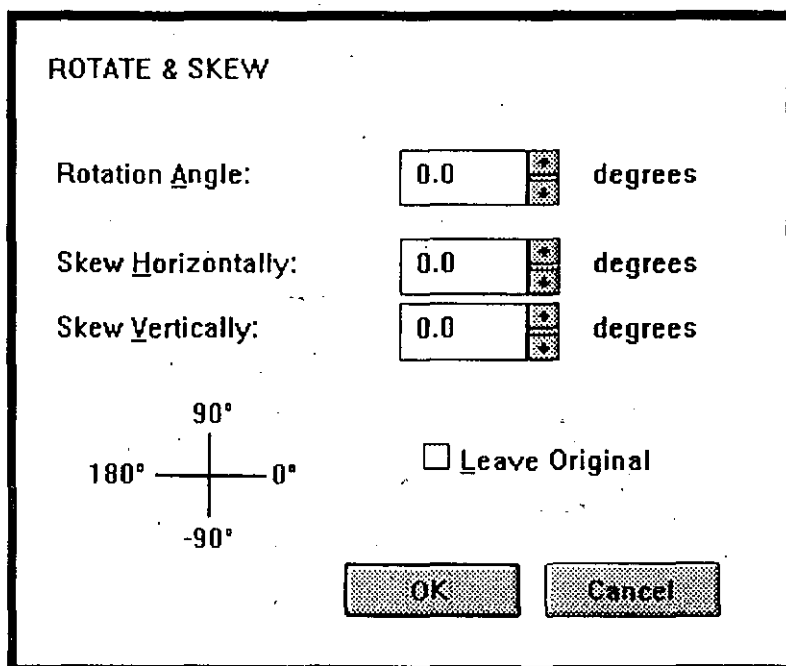 ROTATE & SKEW
Rotation Angle: 0.0 degrees
Skew Horizontally: 0.0 degrees
Skew Vertically: 0.0 degrees
90°
180° 0°
-90°
Leave Original
OK Cancel